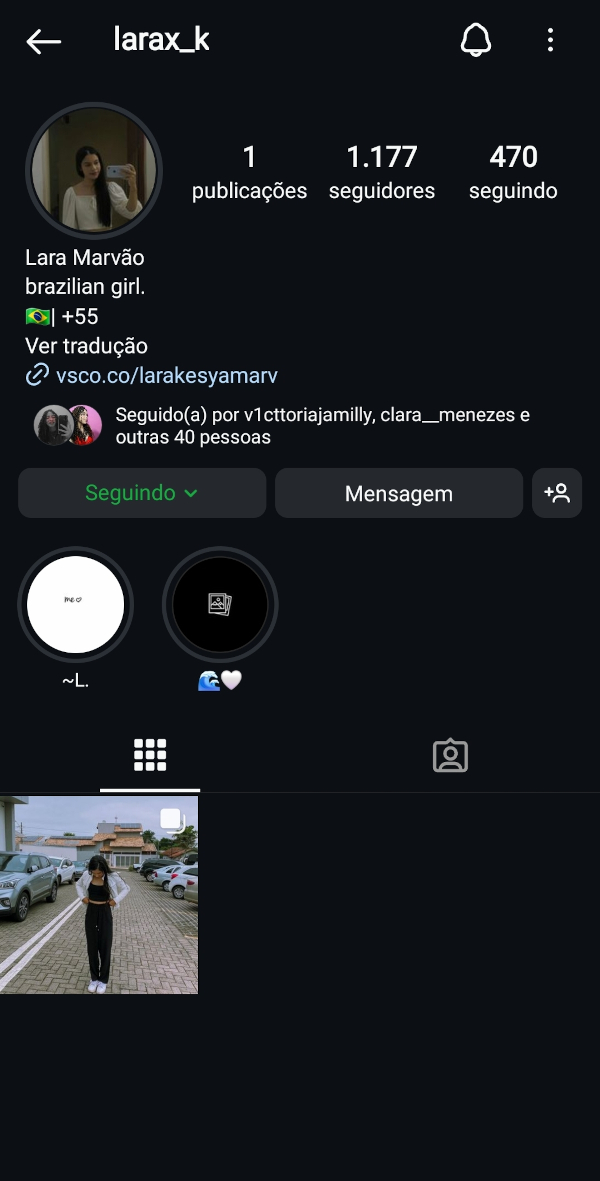 larax_k
1
1.177
470
publicações
seguidores
seguindo
Lara Marvão
brazilian girl.
🇧🇷| +55
Ver tradução
vsco.co/larakesyamarv
Seguido(a) por v1cttoriajamilly, clara__menezes e
outras 40 pessoas
Seguindo
Mensagem
me
~L.
🌊🤍